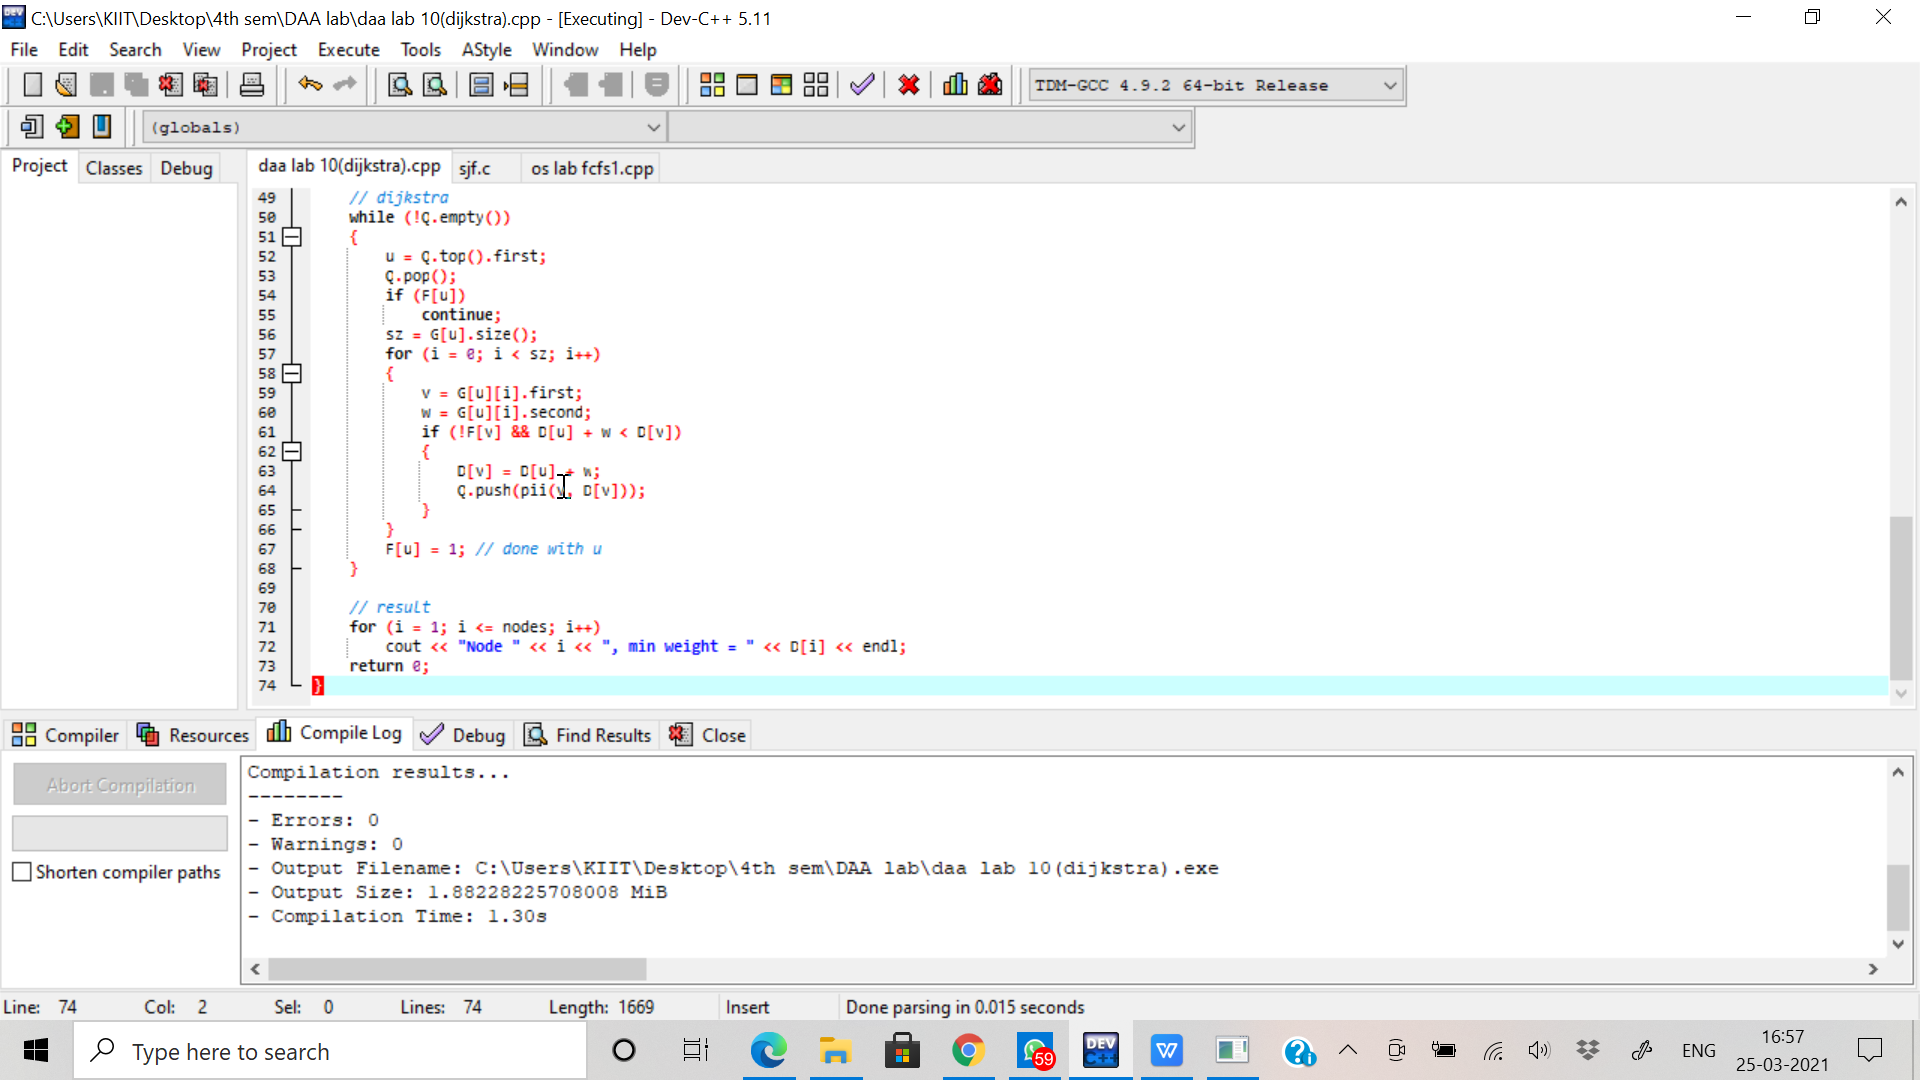 C:\Users\KIIT\Desktop\4th sem\DAA lab\daa lab 10(dijkstra).cpp - [Executing] - Dev-C++ 5.11
File Edit Search View Project Execute Tools AStyle Window Help
TDM-GCC 4.9.2 64-bit Release
(globals)
Project Classes Debug
daa lab 10(dijkstra).cpp sjf.c os lab fcfs1.cpp
49 // dijkstra
50 while (!Q.empty())
51 {
52 u = Q.top().first;
53 Q.pop();
54 if (F[u])
55 continue;
56 sz = G[u].size();
57 for (i = 0; i < sz; i++)
58 {
59 v = G[u][i].first;
60 w = G[u][i].second;
61 if (!F[v] && D[u] + w < D[v])
62 {
63 D[v] = D[u] + w;
64 Q.push(pii(v, D[v]));
65 }
66 }
67 F[u] = 1; // done with u
68 }
69
70 // result
71 for (i = 1; i <= nodes; i++)
72 cout << "Node " << i << ", min weight = " << D[i] << endl;
73 return 0;
74 }
Compiler Resources Compile Log Debug Find Results Close
Abort Compilation
Shorten compiler paths
Compilation results...
--------
- Errors: 0
- Warnings: 0
- Output Filename: C:\Users\KIIT\Desktop\4th sem\DAA lab\daa lab 10(dijkstra).exe
- Output Size: 1.88228225708008 MiB
- Compilation Time: 1.30s
Line: 74 Col: 2 Sel: 0 Lines: 74 Length: 1669 Insert Done parsing in 0.015 seconds
Type here to search
59
DEV C++
W
ENG
16:57
25-03-2021